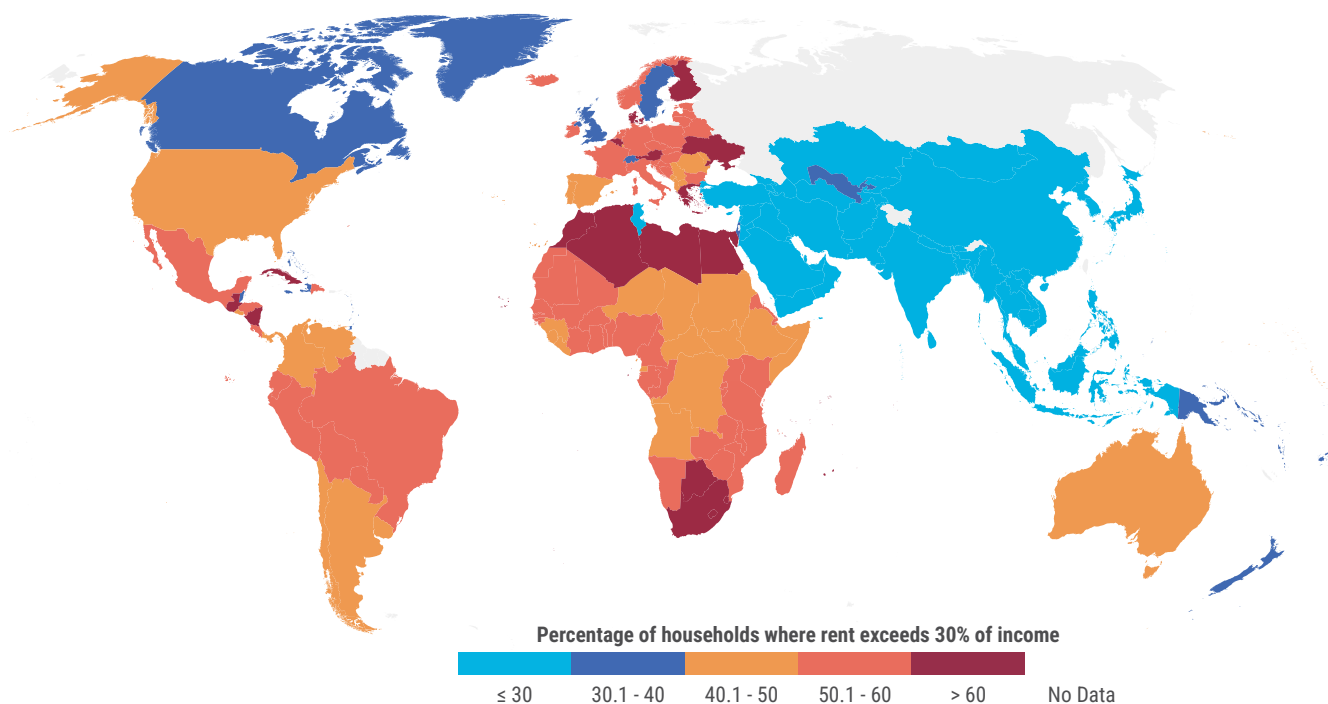 Percentage of households where rent exceeds 30% of income
≤ 30 30.1 - 40 40.1 - 50 50.1 - 60 > 60 No Data